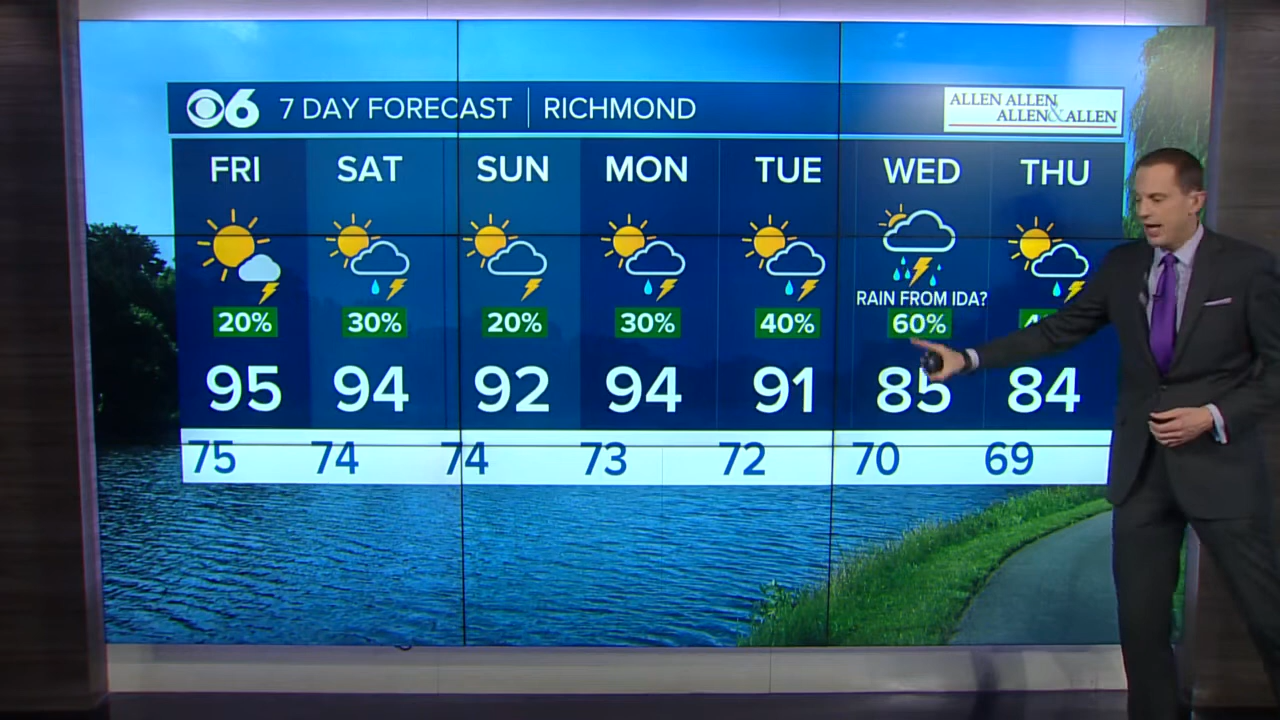 6 7 DAY FORECAST RICHMOND
ALLEN ALLEN
ALLEN & ALLEN
FRI SAT SUN MON TUE WED THU
RAIN FROM IDA?
20% 30% 20% 30% 40% 60%
95 94 92 94 91 85 84
75 74 74 73 72 70 69